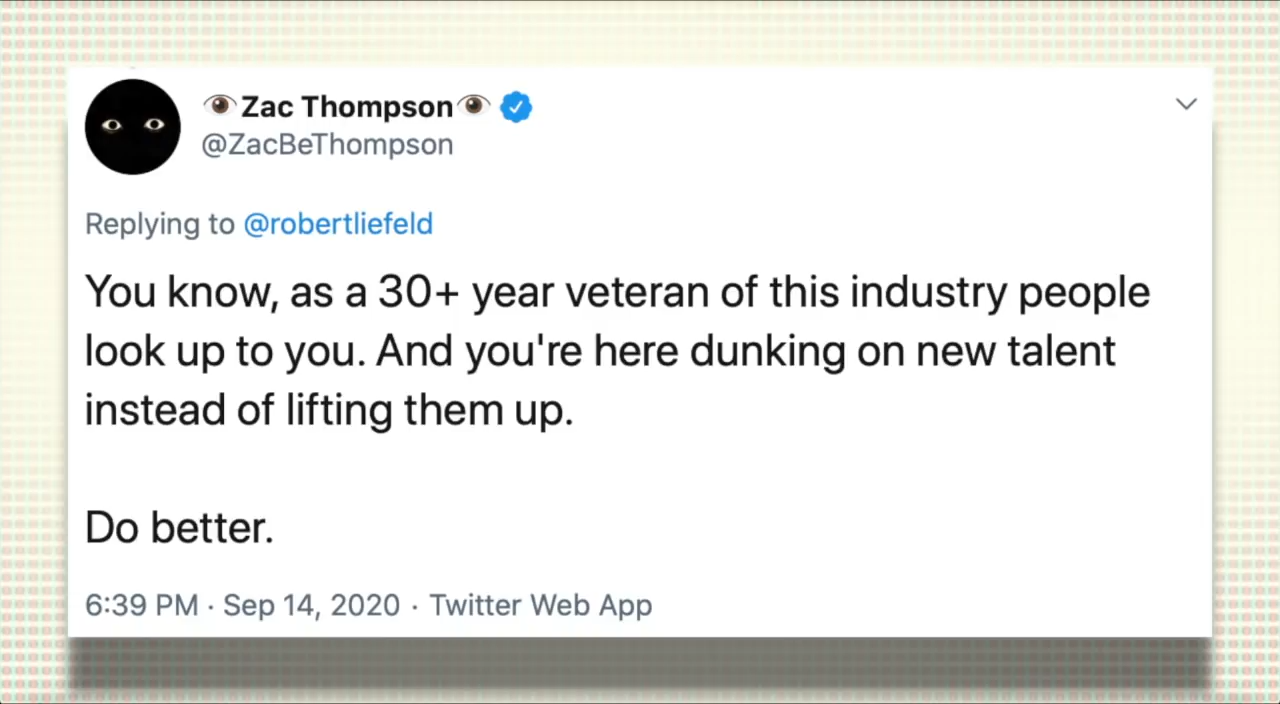 👁Zac Thompson👁
@ZacBeThompson
Replying to @robertliefeld
You know, as a 30+ year veteran of this industry people
look up to you. And you're here dunking on new talent
instead of lifting them up.
Do better.
6:39 PM · Sep 14, 2020 · Twitter Web App